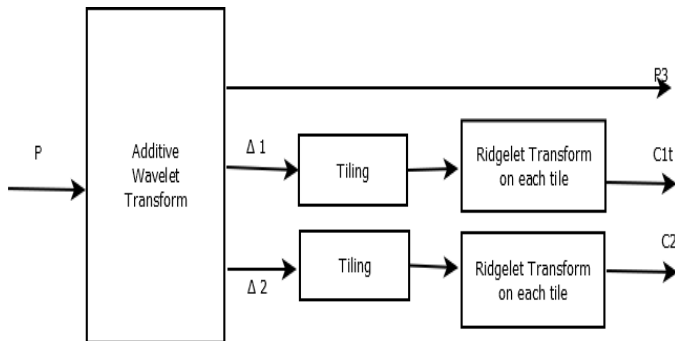 P
Additive
Wavelet
Transform
P3
Δ 1
Tiling
Ridgelet Transform
on each tile
C1t
Δ 2
Tiling
Ridgelet Transform
on each tile
C2